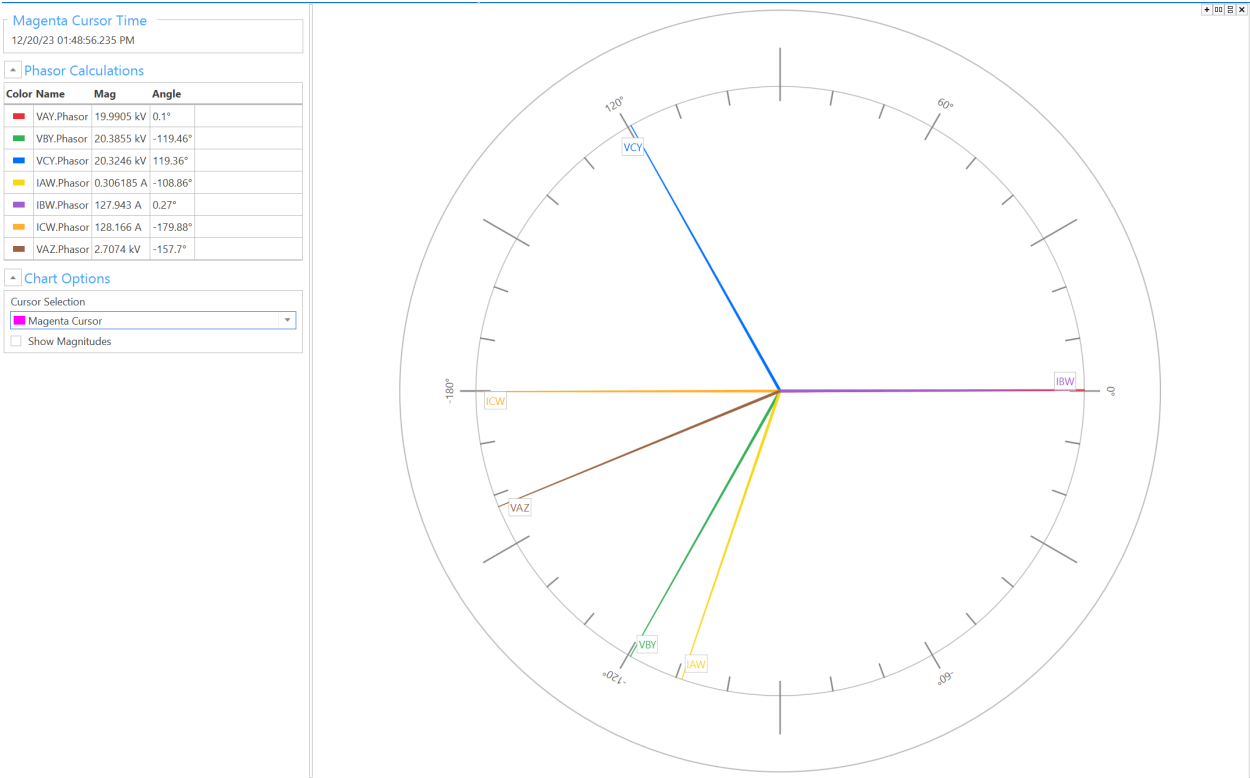 Magenta Cursor Time
12/20/23 01:48:56.235 PM
Phasor Calculations
Color Name Mag Angle
VAY.Phasor 19.9905 kV 0.1°
VBY.Phasor 20.3855 kV -119.46°
VCY.Phasor 20.3246 kV 119.36°
IAW.Phasor 0.306185 A -108.86°
IBW.Phasor 127.943 A 0.27°
ICW.Phasor 128.166 A -179.88°
VAZ.Phasor 2.7074 kV -157.7°
Chart Options
Cursor Selection
Magenta Cursor
Show Magnitudes
120°
60°
VCY
-180°
ICW
IBW
0°
VAZ
VBY
IAW
-120°
-60°